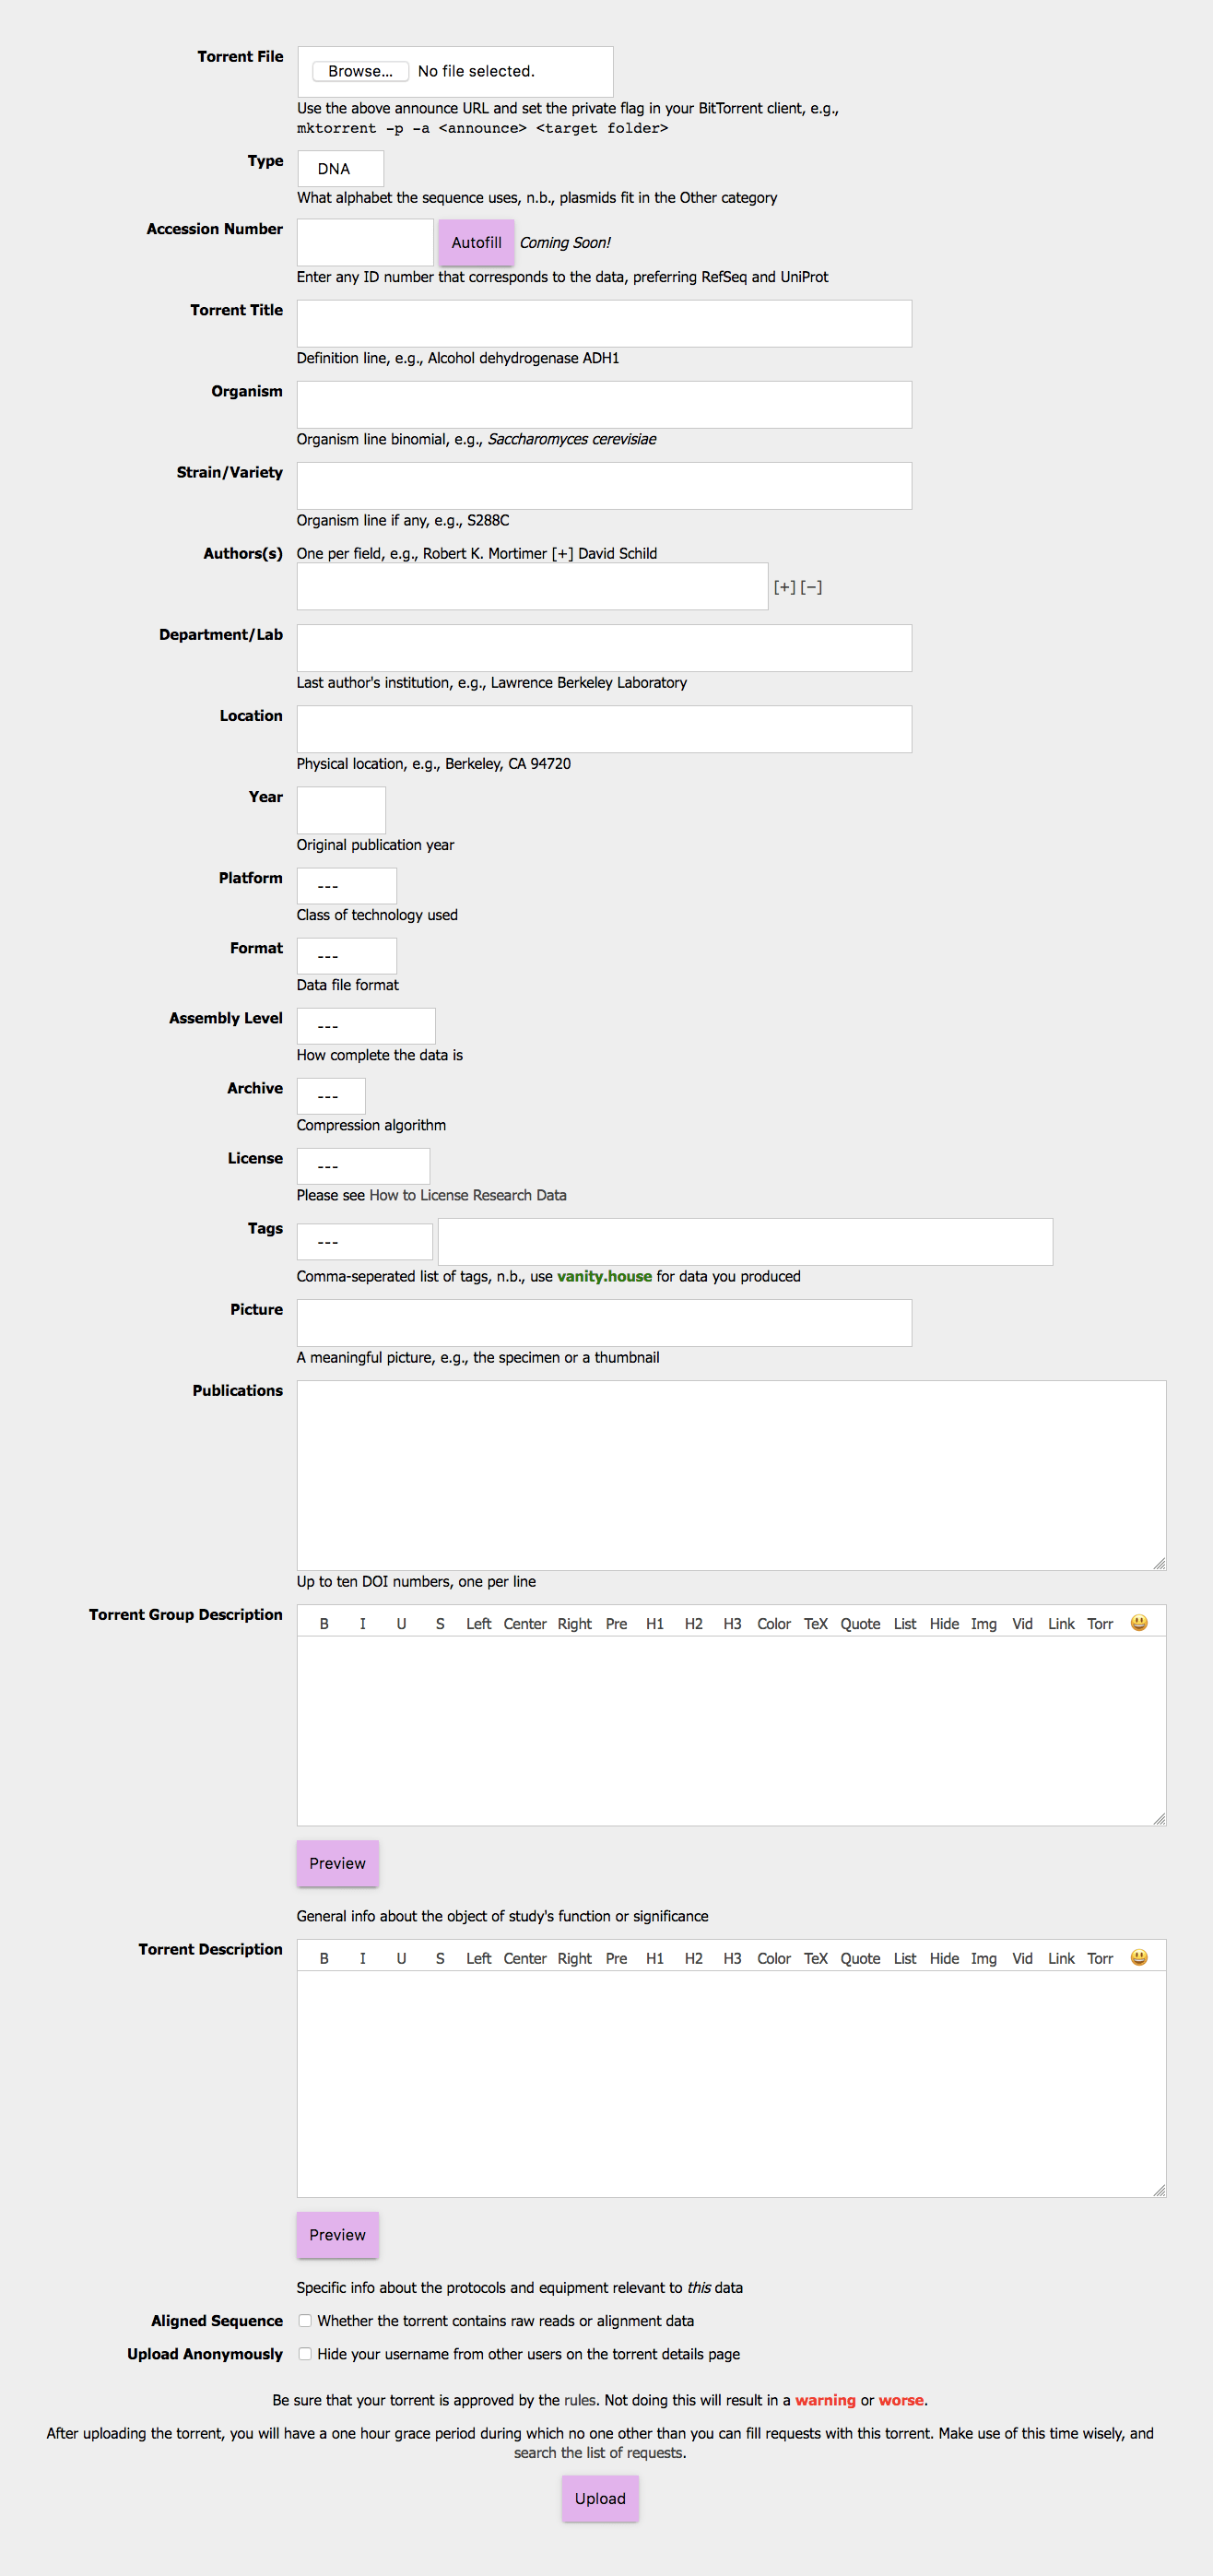 Torrent File
Browse... No file selected.
Use the above announce URL and set the private flag in your BitTorrent client, e.g.,
mktorrent -p -a <announce> <target folder>
Type
DNA
What alphabet the sequence uses, n.b., plasmids fit in the Other category
Accession Number
Autofill Coming Soon!
Enter any ID number that corresponds to the data, preferring RefSeq and UniProt
Torrent Title
Definition line, e.g., Alcohol dehydrogenase ADH1
Organism
Organism line binomial, e.g., Saccharomyces cerevisiae
Strain/Variety
Organism line if any, e.g., S288C
Authors(s) One per field, e.g., Robert K. Mortimer [+] David Schild
[+] [−]
Department/Lab
Last author's institution, e.g., Lawrence Berkeley Laboratory
Location
Physical location, e.g., Berkeley, CA 94720
Year
Original publication year
Platform
---
Class of technology used
Format
---
Data file format
Assembly Level
---
How complete the data is
Archive
---
Compression algorithm
License
---
Please see How to License Research Data
Tags
---
Comma-seperated list of tags, n.b., use vanity.house for data you produced
Picture
A meaningful picture, e.g., the specimen or a thumbnail
Publications
Up to ten DOI numbers, one per line
Torrent Group Description
B I U S Left Center Right Pre H1 H2 H3 Color TeX Quote List Hide Img Vid Link Torr 😃
Preview
General info about the object of study's function or significance
Torrent Description
B I U S Left Center Right Pre H1 H2 H3 Color TeX Quote List Hide Img Vid Link Torr 😃
Preview
Specific info about the protocols and equipment relevant to this data
Aligned Sequence Whether the torrent contains raw reads or alignment data
Upload Anonymously Hide your username from other users on the torrent details page
Be sure that your torrent is approved by the rules. Not doing this will result in a warning or worse.
After uploading the torrent, you will have a one hour grace period during which no one other than you can fill requests with this torrent. Make use of this time wisely, and
search the list of requests.
Upload